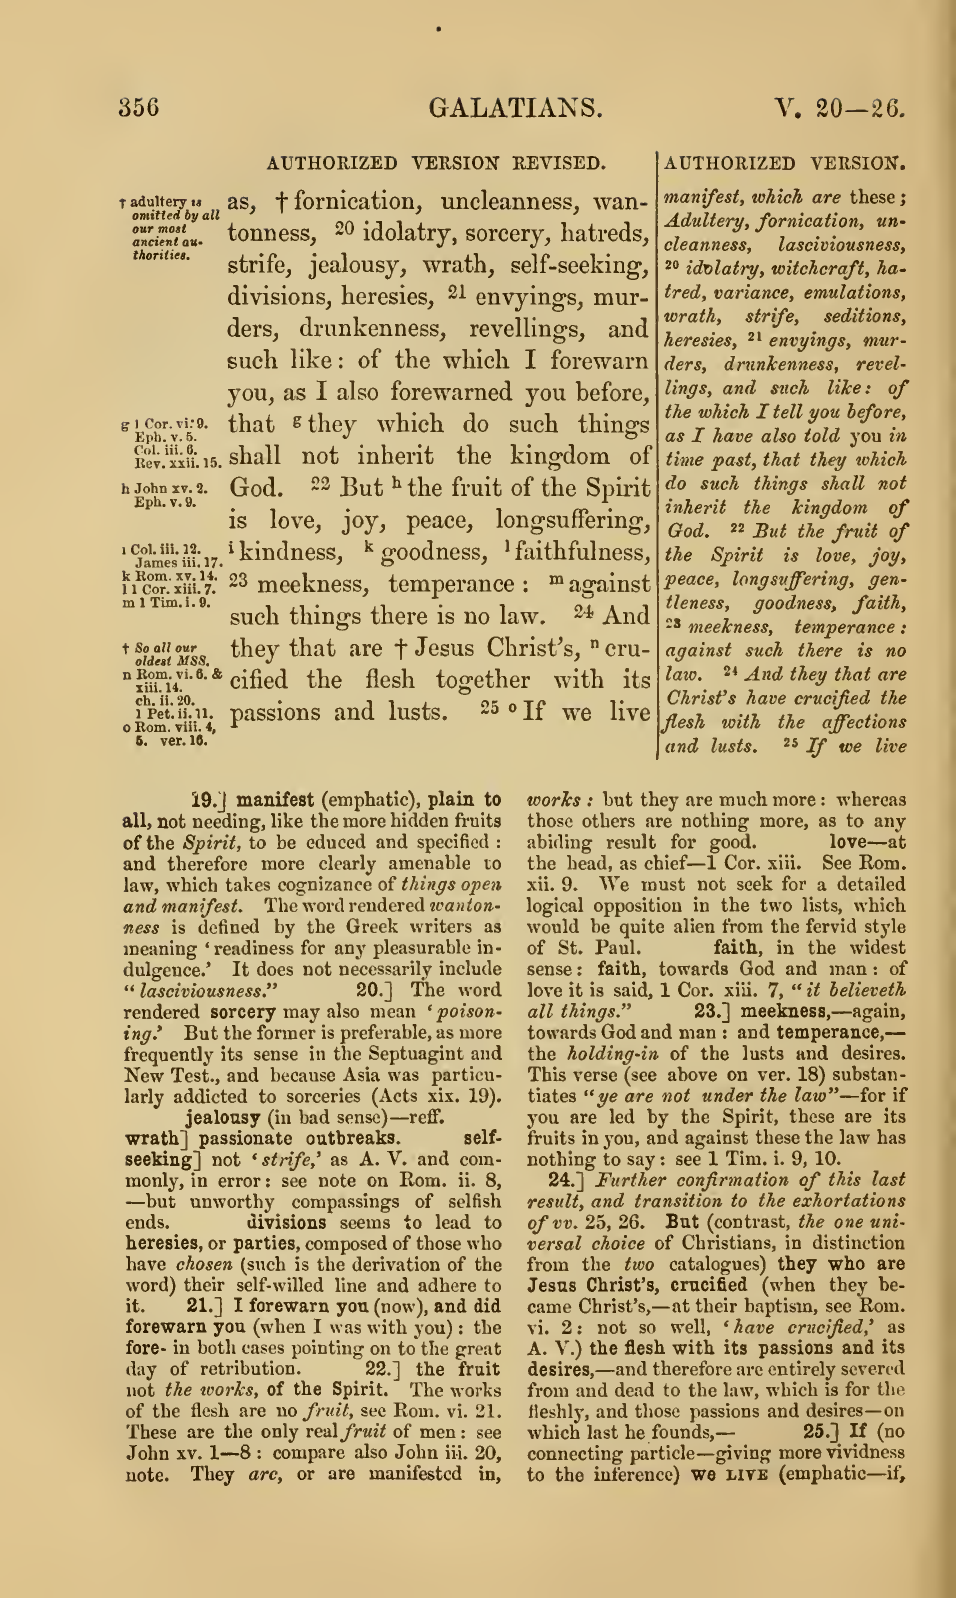 356 GALATIANS. V. 20—26.
AUTHORIZED VERSION REVISED.
† adultery is
omitted by all
our most
ancient au-
thorities.
as, † fornication, uncleanness, wan-
tonness, 20 idolatry, sorcery, hatreds,
strife, jealousy, wrath, self-seeking,
divisions, heresies, 21 envyings, mur-
ders, drunkenness, revellings, and
such like: of the which I forewarn
you, as I also forewarned you before,
g 1 Cor. vi. 9.
Eph. v. 5.
Col. iii. 6.
Rev. xxii. 15.
that g they which do such things
shall not inherit the kingdom of
h John xv. 2.
Eph. v. 9.
God. 22 But h the fruit of the Spirit
is love, joy, peace, longsuffering,
i Col. iii. 12.
James iii. 17.
k Rom. xv. 14.
l 1 Cor. xiii. 7.
m 1 Tim. i. 9.
i kindness, k goodness, l faithfulness,
23 meekness, temperance : m against
such things there is no law. 24 And
† So all our
oldest MSS.
n Rom. vi. 6. &
xiii. 14.
ch. ii. 20.
1 Pet. ii. 11.
o Rom. viii. 4,
5. ver. 16.
they that are † Jesus Christ's, n cru-
cified the flesh together with its
passions and lusts. 25 o If we live
AUTHORIZED VERSION.
manifest, which are these ;
Adultery, fornication, un-
cleanness, lasciviousness,
20 idolatry, witchcraft, ha-
tred, variance, emulations,
wrath, strife, seditions,
heresies, 21 envyings, mur-
ders, drunkenness, revel-
lings, and such like: of
the which I tell you before,
as I have also told you in
time past, that they which
do such things shall not
inherit the kingdom of
God. 22 But the fruit of
the Spirit is love, joy,
peace, longsuffering, gen-
tleness, goodness, faith,
23 meekness, temperance :
against such there is no
law. 24 And they that are
Christ's have crucified the
flesh with the affections
and lusts. 25 If we live
19.] manifest (emphatic), plain to
all, not needing, like the more hidden fruits
of the Spirit, to be educed and specified :
and therefore more clearly amenable to
law, which takes cognizance of things open
and manifest. The word rendered wanton-
ness is defined by the Greek writers as
meaning 'readiness for any pleasurable in-
dulgence.' It does not necessarily include
"lasciviousness." 20.] The word
rendered sorcery may also mean 'poison-
ing.' But the former is preferable, as more
frequently its sense in the Septuagint and
New Test., and because Asia was particu-
larly addicted to sorceries (Acts xix. 19).
jealousy (in bad sense)—reff.
wrath] passionate outbreaks. self-
seeking] not 'strife,' as A. V. and com-
monly, in error: see note on Rom. ii. 8,
—but unworthy compassings of selfish
ends. divisions seems to lead to
heresies, or parties, composed of those who
have chosen (such is the derivation of the
word) their self-willed line and adhere to
it. 21.] I forewarn you (now), and did
forewarn you (when I was with you) : the
fore- in both cases pointing on to the great
day of retribution. 22.] the fruit
not the works, of the Spirit. The works
of the flesh are no fruit, see Rom. vi. 21.
These are the only real fruit of men : see
John xv. 1—8 : compare also John iii. 20,
note. They are, or are manifested in,
works : but they are much more : whereas
those others are nothing more, as to any
abiding result for good. love—at
the head, as chief—1 Cor. xiii. See Rom.
xii. 9. We must not seek for a detailed
logical opposition in the two lists, which
would be quite alien from the fervid style
of St. Paul. faith, in the widest
sense : faith, towards God and man : of
love it is said, 1 Cor. xiii. 7, "it believeth
all things." 23.] meekness,—again,
towards God and man : and temperance,—
the holding-in of the lusts and desires.
This verse (see above on ver. 18) substan-
tiates "ye are not under the law"—for if
you are led by the Spirit, these are its
fruits in you, and against these the law has
nothing to say : see 1 Tim. i. 9, 10.
24.] Further confirmation of this last
result, and transition to the exhortations
of vv. 25, 26. But (contrast, the one uni-
versal choice of Christians, in distinction
from the two catalogues) they who are
Jesus Christ's, crucified (when they be-
came Christ's,—at their baptism, see Rom.
vi. 2: not so well, 'have crucified,' as
A. V.) the flesh with its passions and its
desires,—and therefore are entirely severed
from and dead to the law, which is for the
fleshly, and those passions and desires—on
which last he founds,— 25.] If (no
connecting particle—giving more vividness
to the inference) we LIVE (emphatic—if,